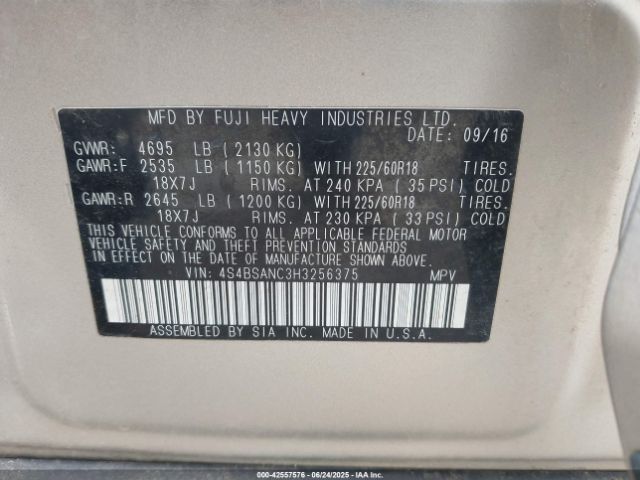 MFD BY FUJI HEAVY INDUSTRIES LTD.
DATE: 09/16
GVWR: 4695 LB ( 2130 KG)
GAWR:F 2535 LB ( 1150 KG) WITH 225/60R18 TIRES.
18X7J RIMS. AT 240 KPA ( 35 PSI) COLD
GAWR:R 2645 LB ( 1200 KG) WITH 225/60R18 TIRES.
18X7J RIMS. AT 230 KPA ( 33 PSI) COLD
THIS VEHICLE CONFORMS TO ALL APPLICABLE FEDERAL MOTOR
VEHICLE SAFETY AND THEFT PREVENTION STANDARDS
IN EFFECT ON THE DATE OF MANUFACTURE SHOWN ABOVE.
VIN: 4S4BSANC3H3256375 MPV
ASSEMBLED BY SIA INC. MADE IN U.S.A.
00-42557576 - 06/24/2025 - IAA Inc.